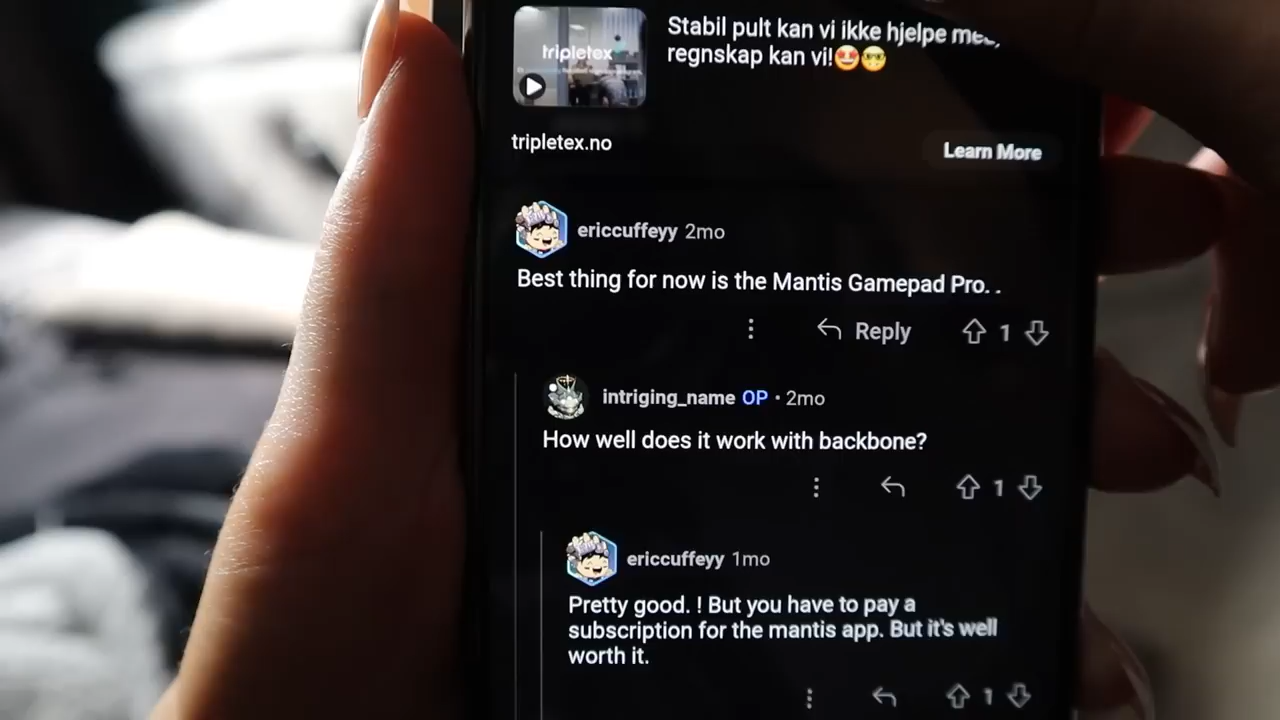 Stabil pult kan vi ikke hjelpe med,
regnskap kan vi!🤩🤓
tripletex
tripletex.no
Learn More
ericcuffeyy 2mo
Best thing for now is the Mantis Gamepad Pro. .
Reply 1
intriging_name OP • 2mo
How well does it work with backbone?
1
ericcuffeyy 1mo
Pretty good. ! But you have to pay a
subscription for the mantis app. But it's well
worth it.
1